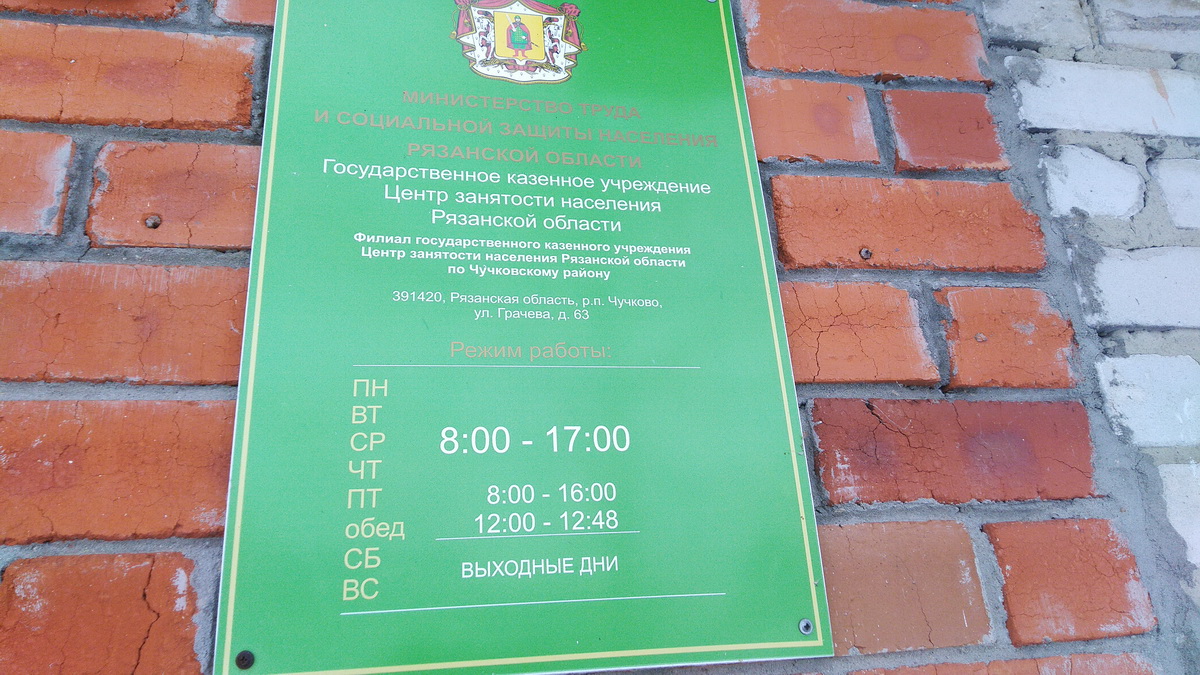 МИНИСТЕРСТВО ТРУДА
И СОЦИАЛЬНОЙ ЗАЩИТЫ НАСЕЛЕНИЯ
РЯЗАНСКОЙ ОБЛАСТИ
Государственное казенное учреждение
Центр занятости населения
Рязанской области
Филиал государственного казенного учреждения
Центр занятости населения Рязанской области
по Чучковскому району
391420, Рязанская область, р.п. Чучково,
ул. Грачева, д. 63
Режим работы:
ПН
ВТ
СР 8:00 - 17:00
ЧТ
ПТ 8:00 - 16:00
обед 12:00 - 12:48
СБ ВЫХОДНЫЕ ДНИ
ВС